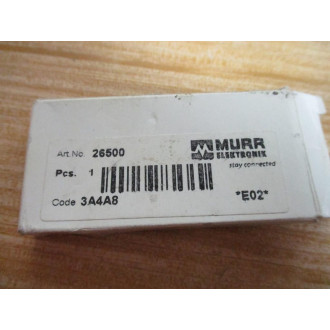 Art.No. 26500
MURR
ELEKTRONIK
stay connected
Pcs. 1
Code 3A4A8
*E02*